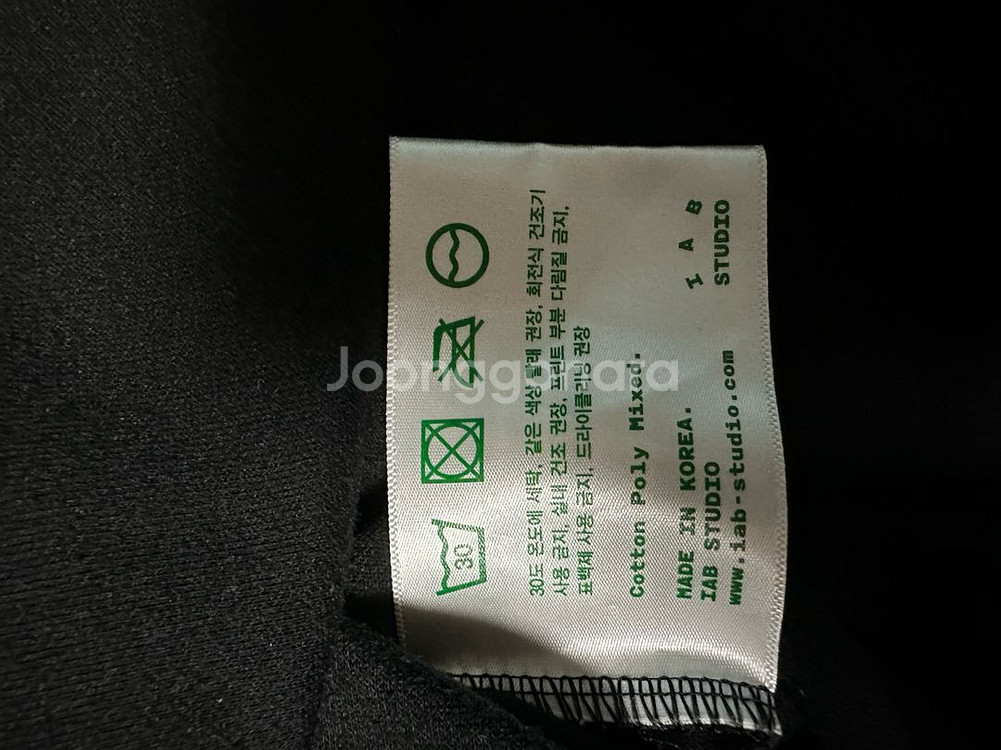 30
30도 온도에 세탁, 같은 색상 빨래 권장, 회전식 건조기
사용 금지, 실내 건조 권장, 프린트 부분 다림질 금지,
표백제 사용 금지, 드라이클리닝 권장
Cotton Poly Mixed.
MADE IN KOREA.
IAB STUDIO
www.iab-studio.com
I A B
STUDIO
Joonggonara